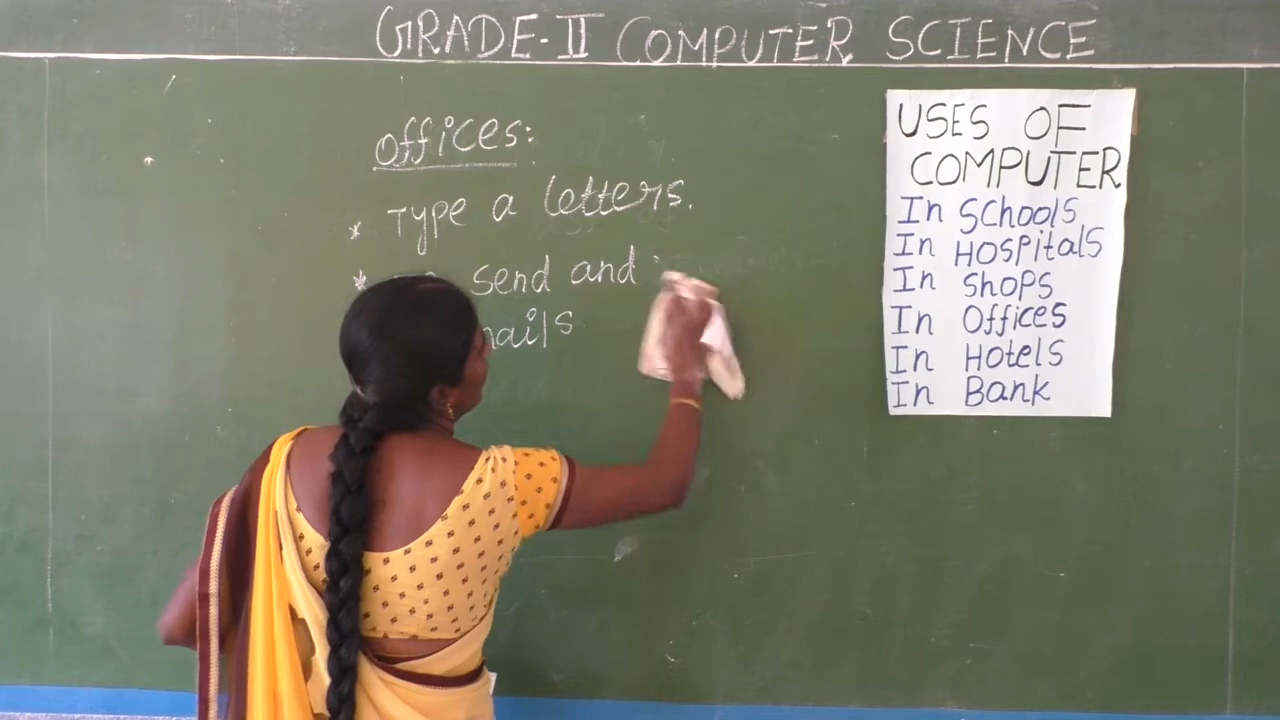 GRADE-II COMPUTER SCIENCE
offices:
* Type a letters.
* send and
USES OF
COMPUTER
In Schools
In Hospitals
In Shops
In Offices
In Hotels
In Bank